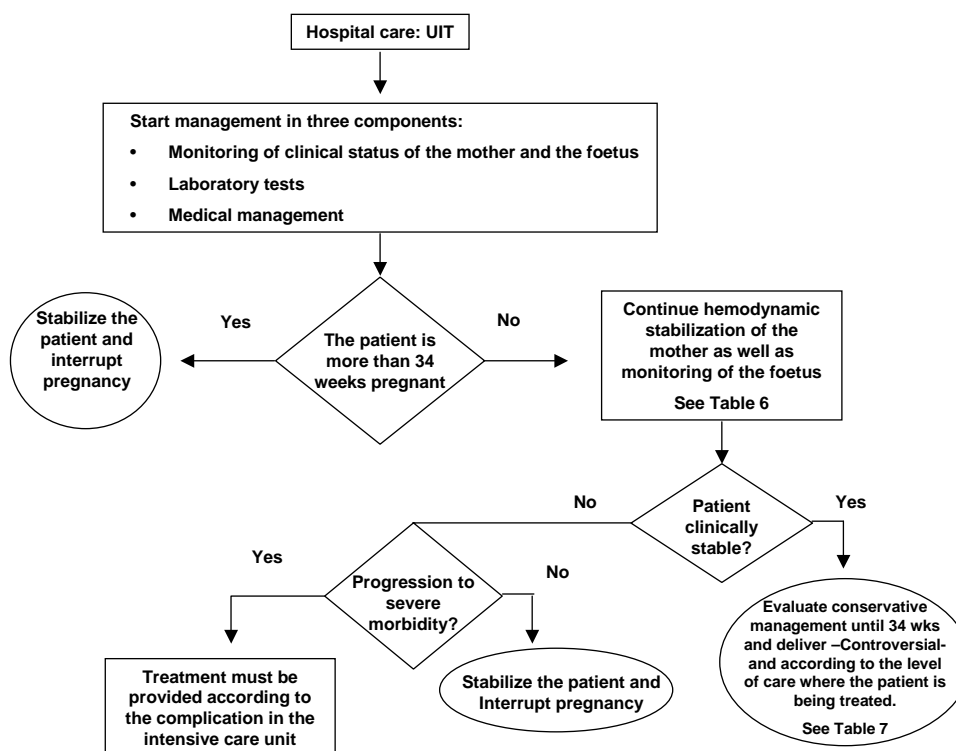 Hospital care: UIT
Start management in three components:
• Monitoring of clinical status of the mother and the foetus
• Laboratory tests
• Medical management
Stabilize the
patient and
interrupt
pregnancy
Yes
The patient is
more than 34
weeks pregnant
No
Continue hemodynamic
stabilization of the
mother as well as
monitoring of the foetus
See Table 6
No
Patient
clinically
stable?
Yes
Yes
Progression to
severe
morbidity?
No
Evaluate conservative
management until 34 wks
and deliver –Controversial-
and according to the level
of care where the patient is
being treated.
See Table 7
Treatment must be
provided according to
the complication in the
intensive care unit
Stabilize the patient and
Interrupt pregnancy